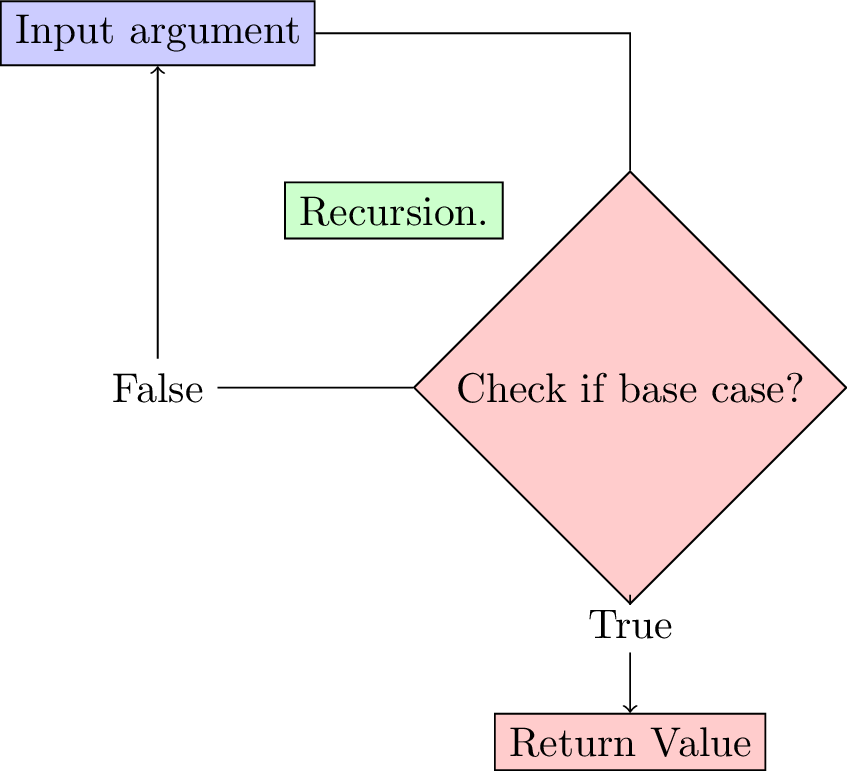 Input argument
Recursion.
False
Check if base case?
True
Return Value